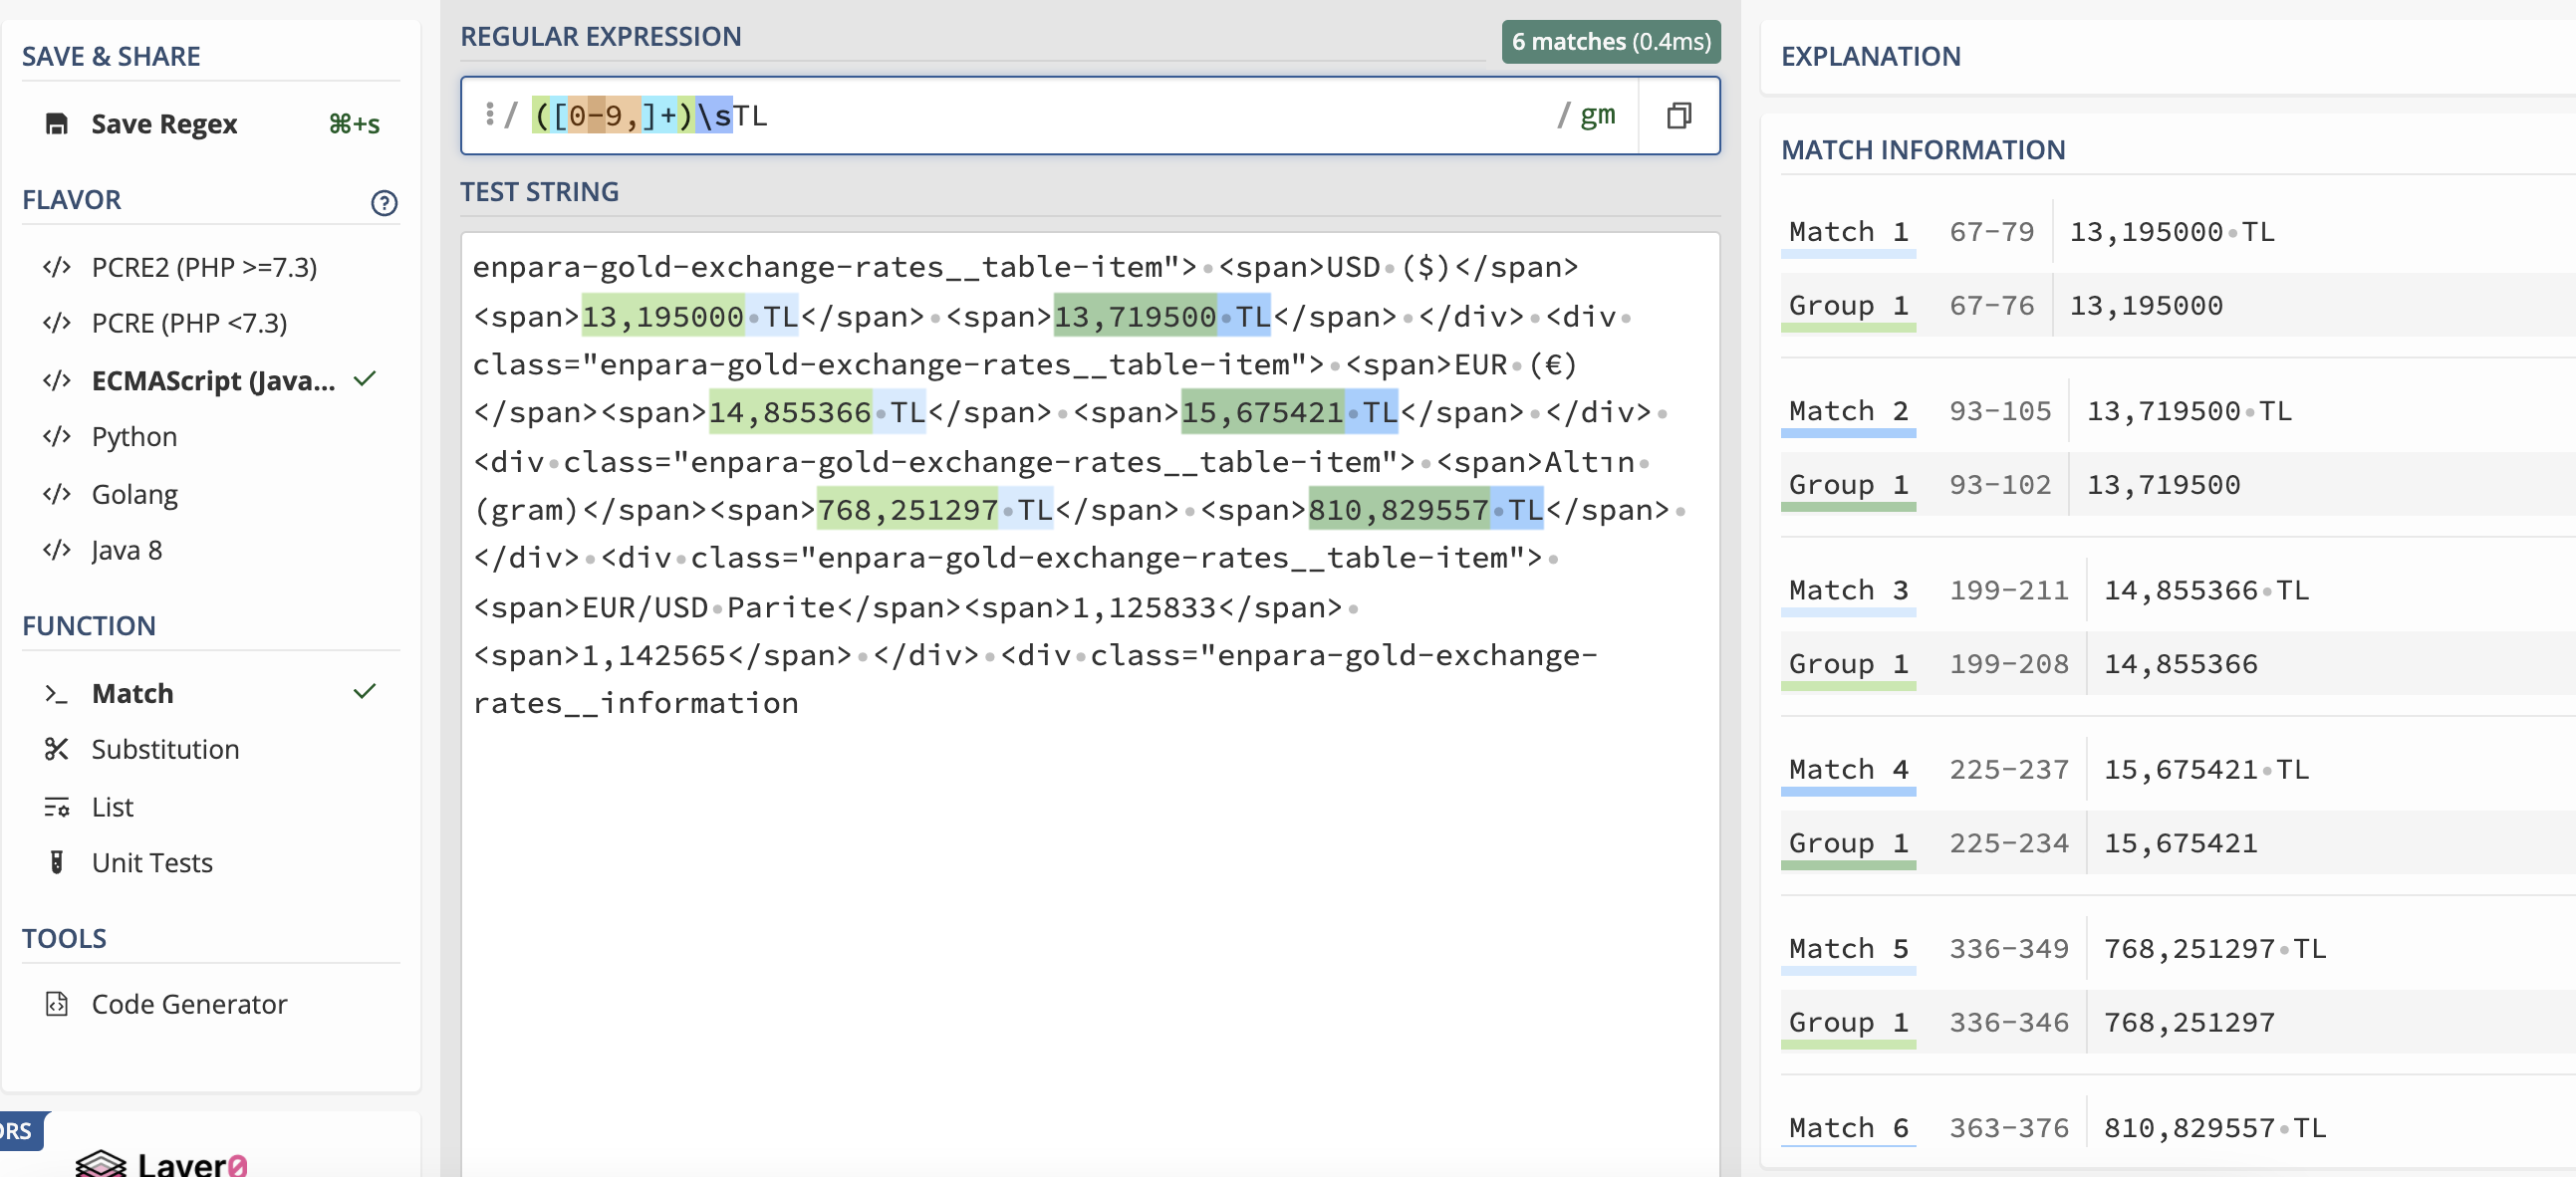 SAVE & SHARE
Save Regex ⌘+s
FLAVOR
</> PCRE2 (PHP >=7.3)
</> PCRE (PHP <7.3)
</> ECMAScript (Java...
</> Python
</> Golang
</> Java 8
FUNCTION
Match
Substitution
List
Unit Tests
TOOLS
Code Generator
ORS
Layer0
REGULAR EXPRESSION
6 matches (0.4ms)
/ ([0-9,]+)\sTL / gm
TEST STRING
enpara-gold-exchange-rates__table-item">·<span>USD·($)</span>
<span>13,195000·TL</span>·<span>13,719500·TL</span>·</div>·<div·
class="enpara-gold-exchange-rates__table-item">·<span>EUR·(€)
</span><span>14,855366·TL</span>·<span>15,675421·TL</span>·</div>·
<div·class="enpara-gold-exchange-rates__table-item">·<span>Altın·
(gram)</span><span>768,251297·TL</span>·<span>810,829557·TL</span>·
</div>·<div·class="enpara-gold-exchange-rates__table-item">·
<span>EUR/USD·Parite</span><span>1,125833</span>·
<span>1,142565</span>·</div>·<div·class="enpara-gold-exchange-
rates__information
EXPLANATION
MATCH INFORMATION
Match 1 67-79 13,195000·TL
Group 1 67-76 13,195000
Match 2 93-105 13,719500·TL
Group 1 93-102 13,719500
Match 3 199-211 14,855366·TL
Group 1 199-208 14,855366
Match 4 225-237 15,675421·TL
Group 1 225-234 15,675421
Match 5 336-349 768,251297·TL
Group 1 336-346 768,251297
Match 6 363-376 810,829557·TL